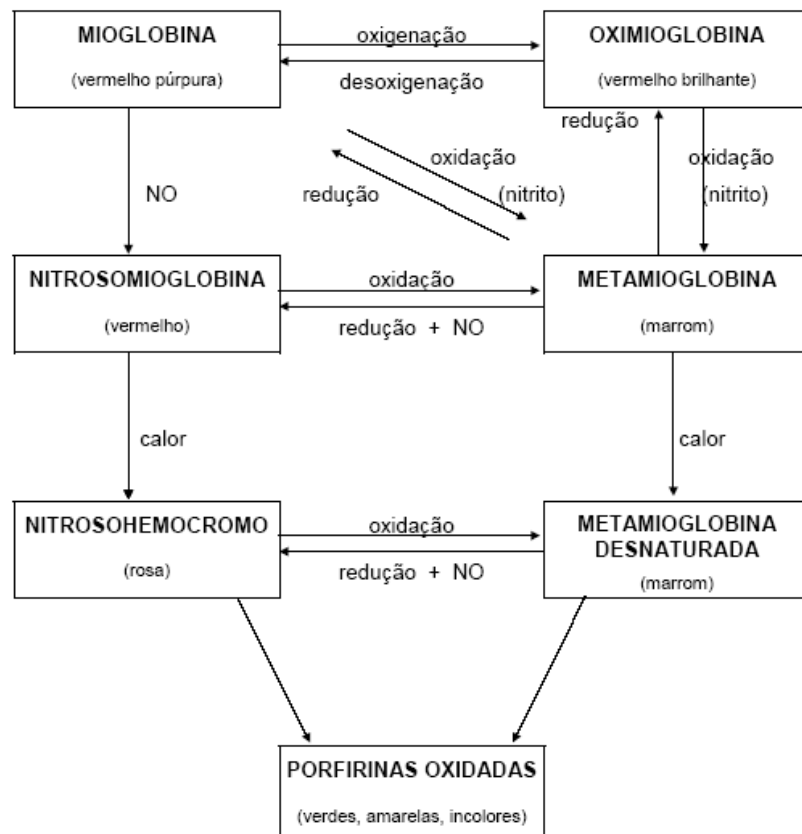 MIOGLOBINA
(vermelho púrpura)
oxigenação
desoxigenação
OXIMIOGLOBINA
(vermelho brilhante)
NO
redução
oxidação
(nitrito)
redução
oxidação
(nitrito)
NITROSOMIOGLOBINA
(vermelho)
oxidação
redução + NO
METAMIOGLOBINA
(marrom)
calor
calor
NITROSOHEMOCROMO
(rosa)
oxidação
redução + NO
METAMIOGLOBINA
DESNATURADA
(marrom)
PORFIRINAS OXIDADAS
(verdes, amarelas, incolores)